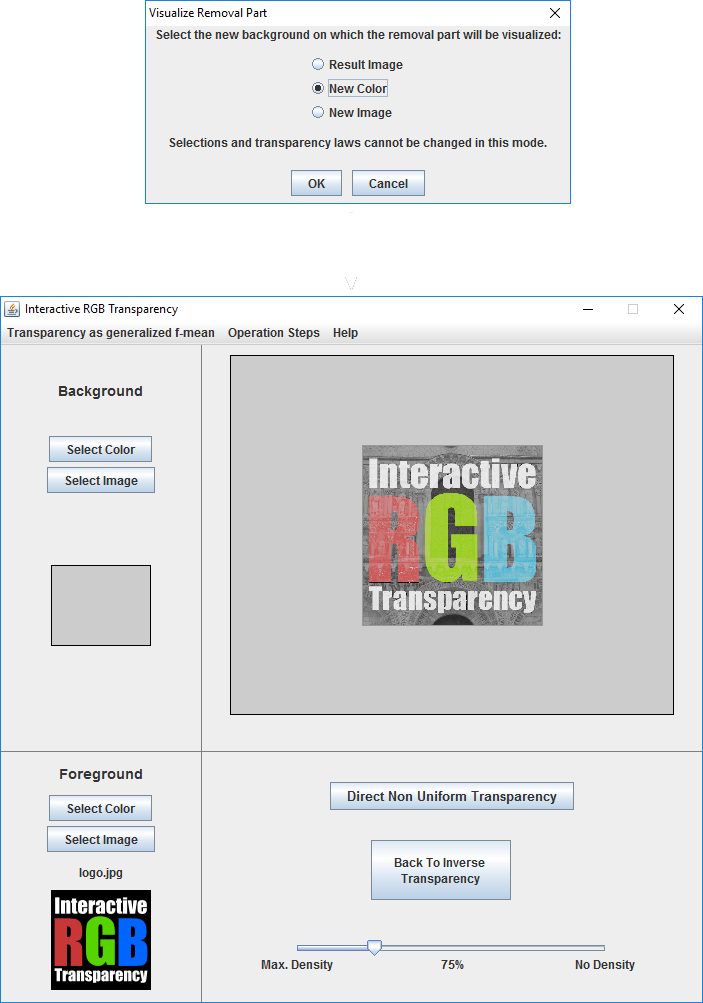 Visualize Removal Part
Select the new background on which the removal part will be visualized:
Result Image
New Color
New Image
Selections and transparency laws cannot be changed in this mode.
OK Cancel
Interactive RGB Transparency
Transparency as generalized f-mean Operation Steps Help
Background
Select Color
Select Image
Interactive
RGB
Transparency
Foreground
Select Color
Select Image
logo.jpg
Interactive
RGB
Transparency
Direct Non Uniform Transparency
Back To Inverse
Transparency
Max. Density 75% No Density